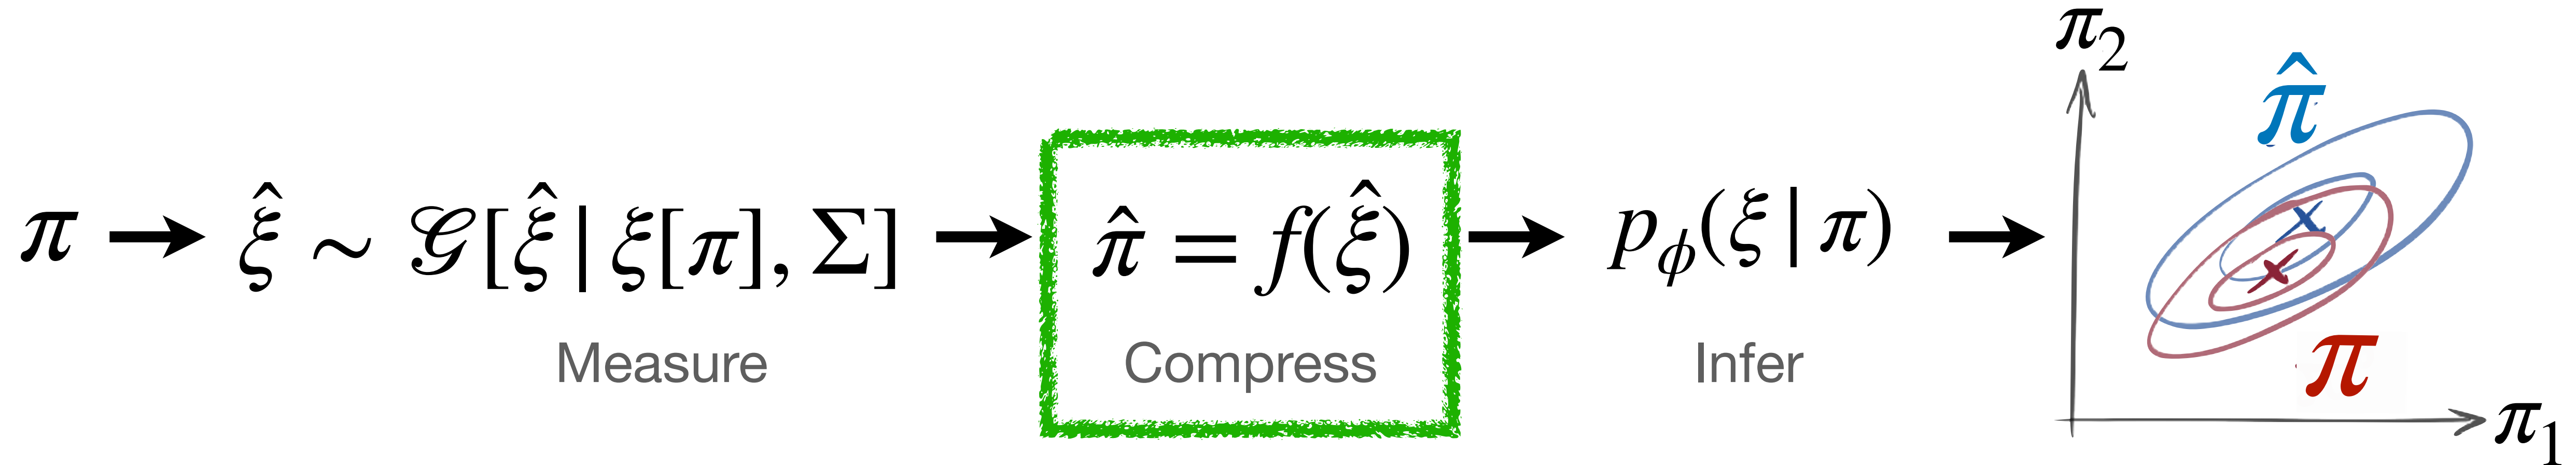 π → ξ̂ ~ 𝒢[ξ̂ | ξ[π], Σ] → π̂ = f(ξ̂) → p_ϕ(ξ | π) →
Measure
Compress
Infer
π₂
π̂
π
π₁